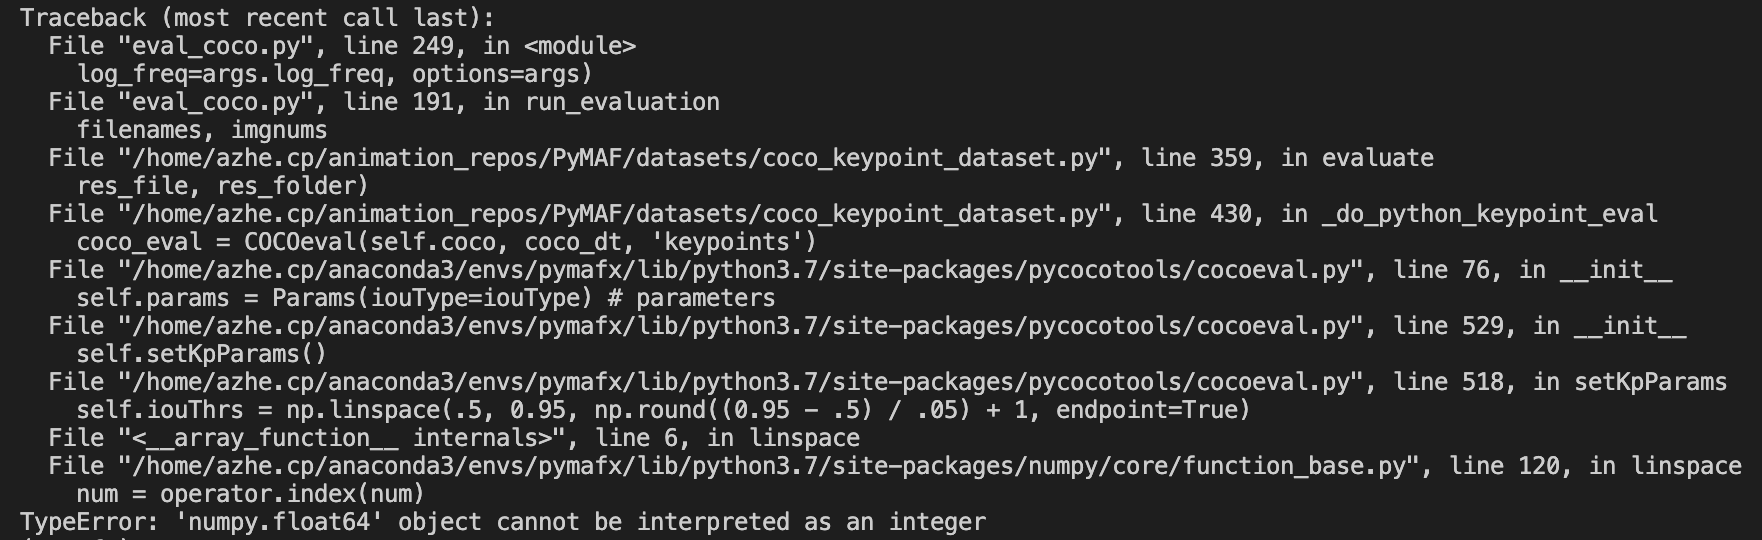 Traceback (most recent call last):
  File "eval_coco.py", line 249, in <module>
    log_freq=args.log_freq, options=args)
  File "eval_coco.py", line 191, in run_evaluation
    filenames, imgnums
  File "/home/azhe.cp/animation_repos/PyMAF/datasets/coco_keypoint_dataset.py", line 359, in evaluate
    res_file, res_folder)
  File "/home/azhe.cp/animation_repos/PyMAF/datasets/coco_keypoint_dataset.py", line 430, in _do_python_keypoint_eval
    coco_eval = COCOeval(self.coco, coco_dt, 'keypoints')
  File "/home/azhe.cp/anaconda3/envs/pymafx/lib/python3.7/site-packages/pycocotools/cocoeval.py", line 76, in __init__
    self.params = Params(iouType=iouType) # parameters
  File "/home/azhe.cp/anaconda3/envs/pymafx/lib/python3.7/site-packages/pycocotools/cocoeval.py", line 529, in __init__
    self.setKpParams()
  File "/home/azhe.cp/anaconda3/envs/pymafx/lib/python3.7/site-packages/pycocotools/cocoeval.py", line 518, in setKpParams
    self.iouThrs = np.linspace(.5, 0.95, np.round((0.95 - .5) / .05) + 1, endpoint=True)
  File "<__array_function__ internals>", line 6, in linspace
  File "/home/azhe.cp/anaconda3/envs/pymafx/lib/python3.7/site-packages/numpy/core/function_base.py", line 120, in linspace
    num = operator.index(num)
TypeError: 'numpy.float64' object cannot be interpreted as an integer